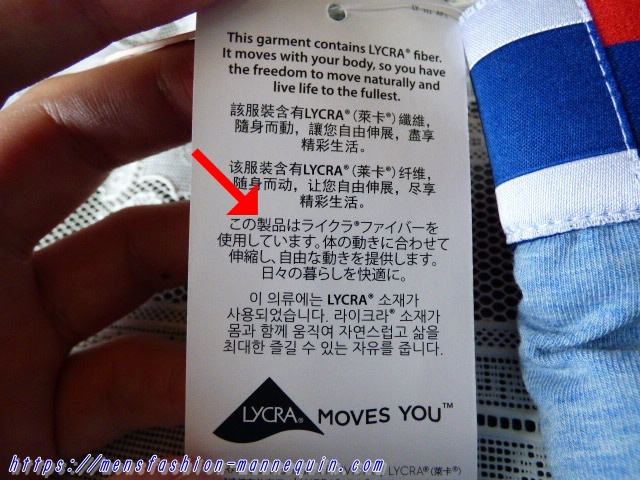 This garment contains LYCRA® fiber.
It moves with your body, so you have
the freedom to move naturally and
live life to the fullest.
該服裝含有LYCRA®（萊卡®）纖維，
隨身而動，讓您自由伸展，盡享
精彩生活。
该服装含有LYCRA®（莱卡®）纤维，
随身而动，让您自由伸展，尽享
精彩生活。
この製品はライクラ®ファイバーを
使用しています。体の動きに合わせて
伸縮し、自由な動きを提供します。
日々の暮らしを快適に。
이 의류에는 LYCRA® 소재가
사용되었습니다. 라이크라® 소재가
몸과 함께 움직여 자연스럽고 삶을
최대한 즐길 수 있는 자유를 줍니다.
LYCRA® MOVES YOU™
LYCRA®（萊卡®）
https://mensfashion-mannequin.com